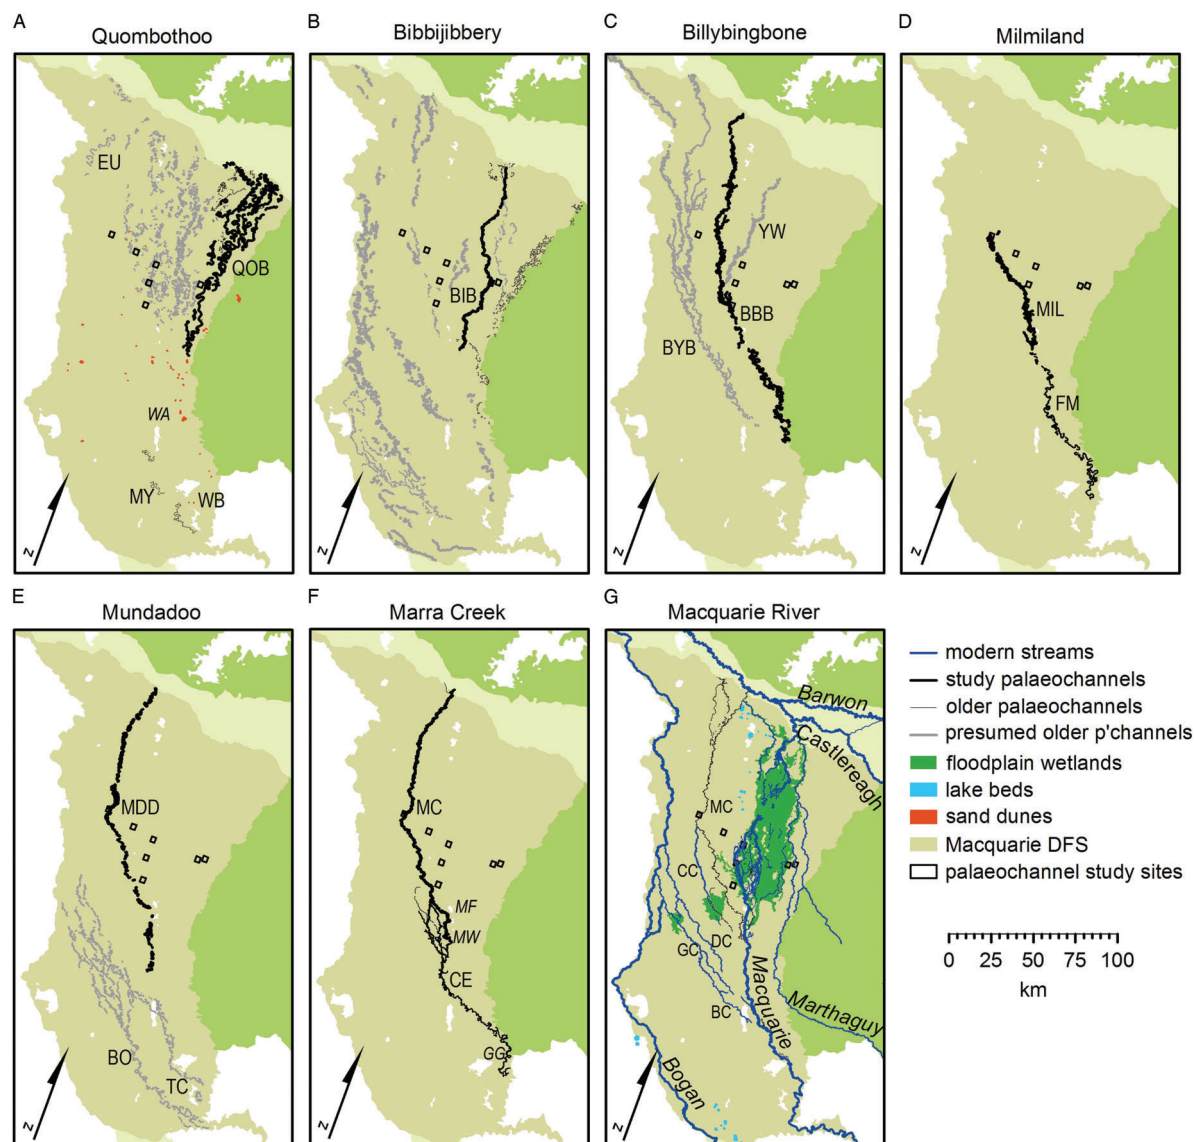 A
Quombothoo
EU
QOB
WA
MY
WB
N
B
Bibbijibbery
BIB
N
C
Billybingbone
YW
BBB
BYB
N
D
Milmiland
MIL
FM
N
E
Mundadoo
MDD
BO
TC
N
F
Marra Creek
MC
MF
MW
CE
GG
N
G
Macquarie River
Barwon
Castlereagh
MC
CC
DC
GC
BC
Macquarie
Marthaguy
Bogan
N
modern streams
study palaeochannels
older palaeochannels
presumed older p'channels
floodplain wetlands
lake beds
sand dunes
Macquarie DFS
palaeochannel study sites
0 25 50 75 100
km